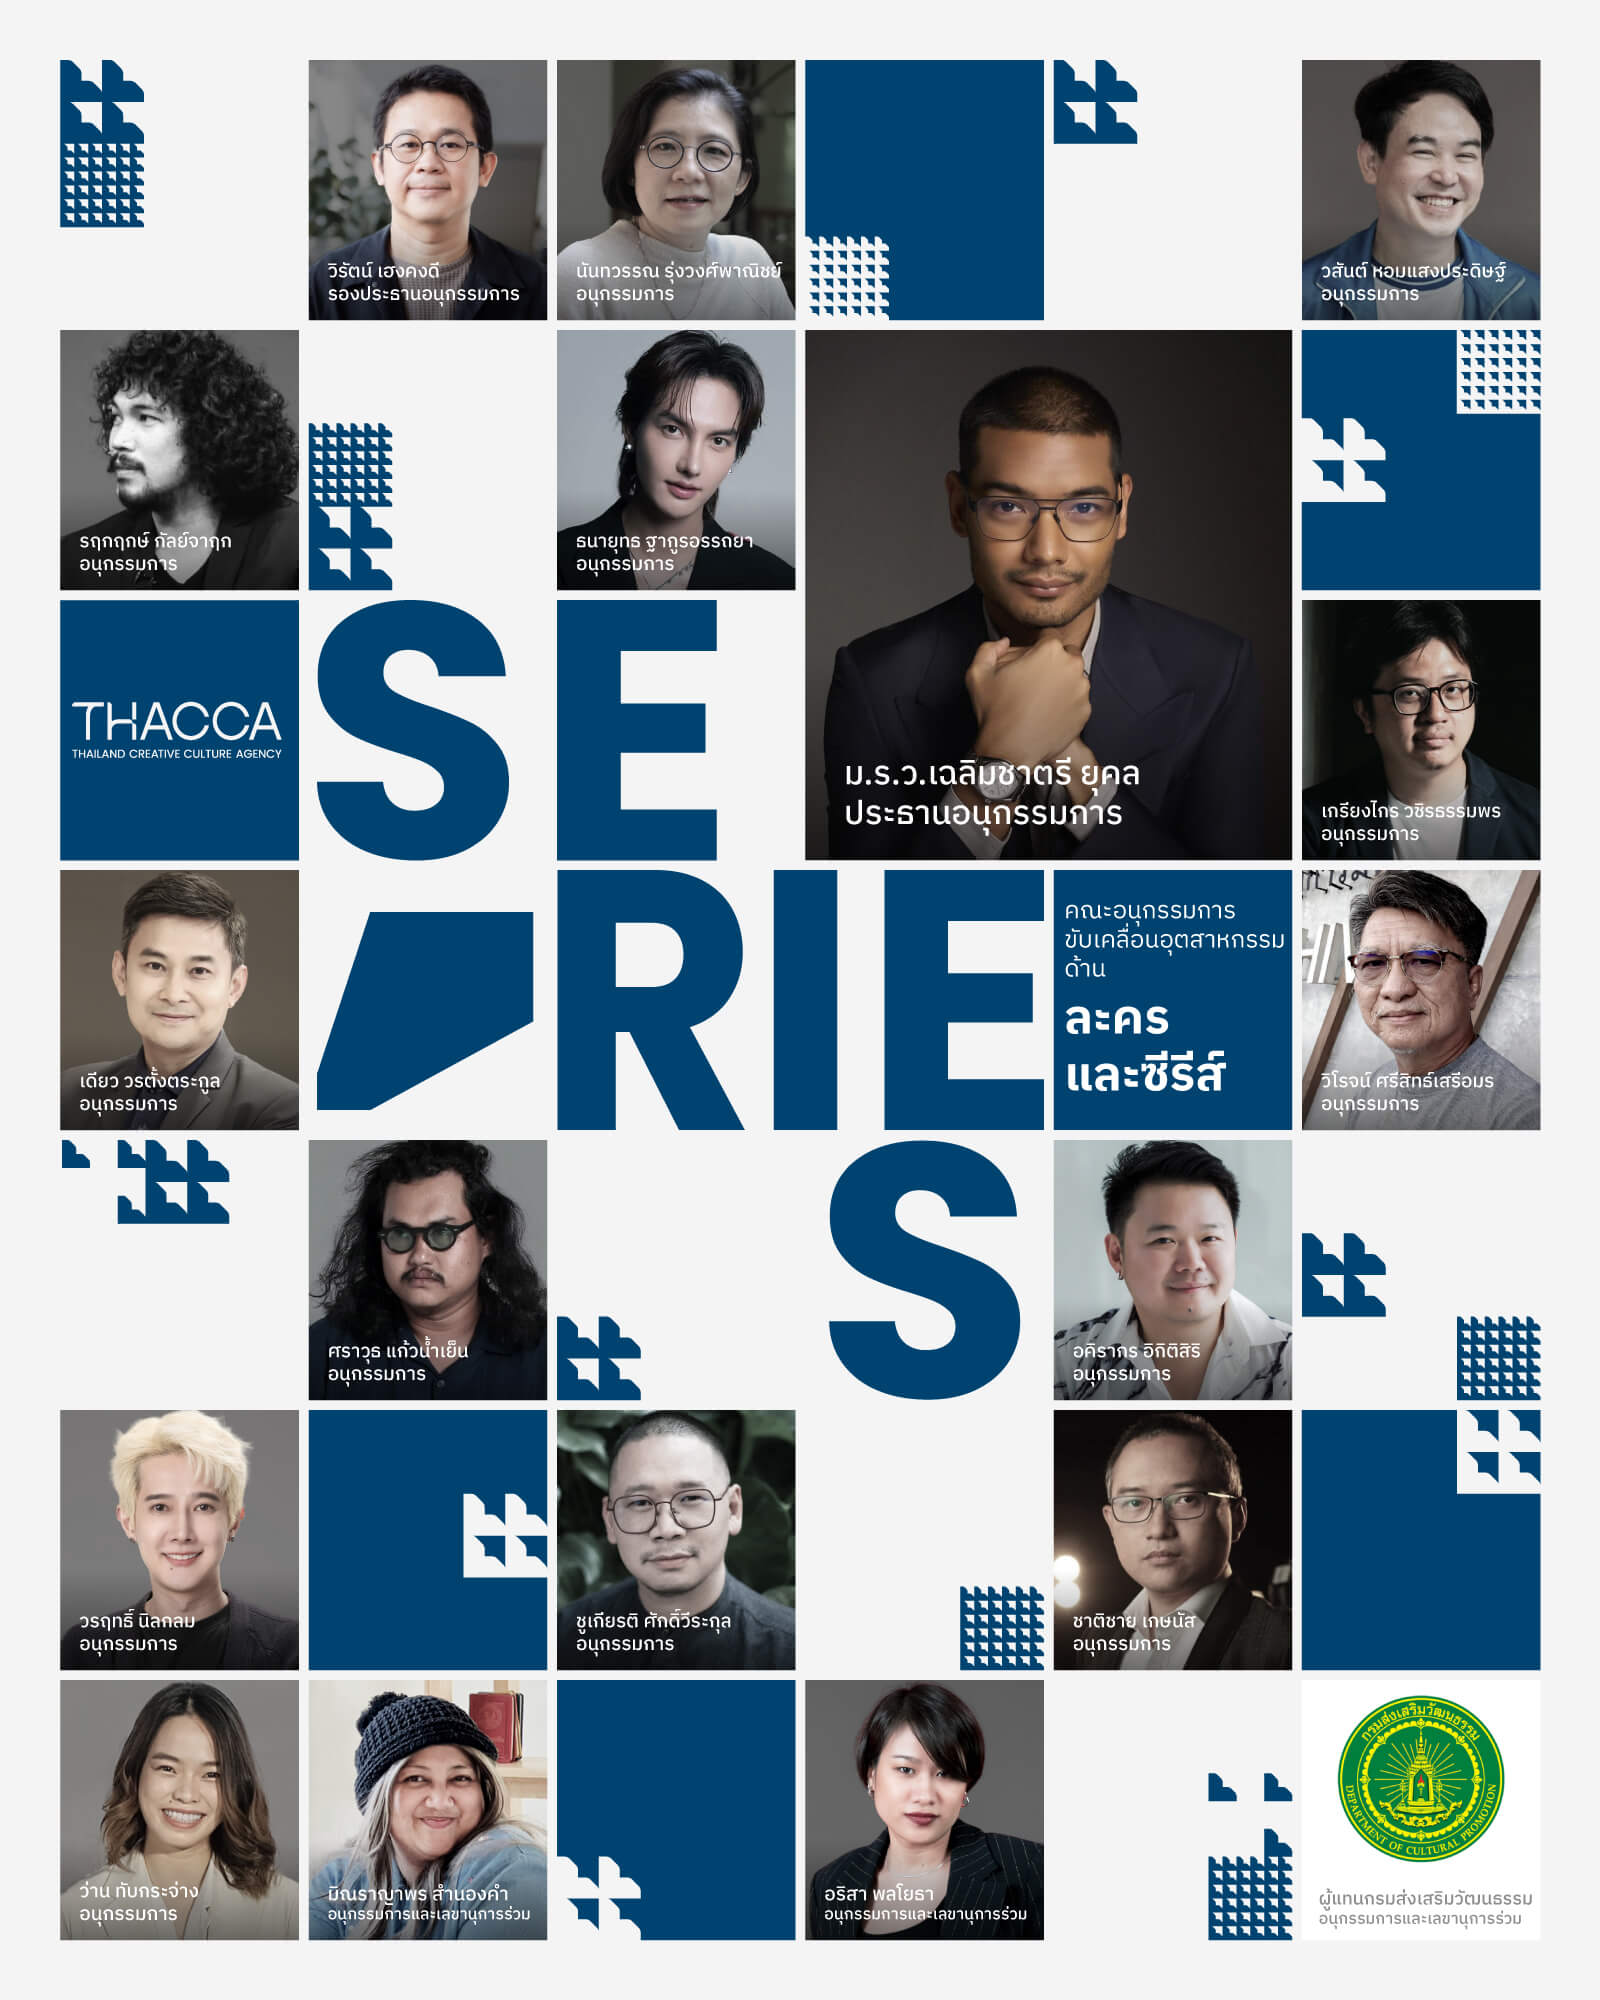 วิรัตน์ เฮงคงดี
รองประธานอนุกรรมการ
นันทวรรณ รุ่งวงศ์พาณิชย์
อนุกรรมการ
วสันต์ หอมแสงประดิษฐ์
อนุกรรมการ
รฤกฤกษ์ กัลย์จาฤก
อนุกรรมการ
ธนายุทธ ฐากูรอรรถยา
อนุกรรมการ
ม.ร.ว.เฉลิมชาตรี ยุคล
ประธานอนุกรรมการ
THACCA
THAILAND CREATIVE CULTURE AGENCY
SE
RIE
S
เกรียงไกร วชิรธรรมพร
อนุกรรมการ
เดียว วรตั้งตระกูล
อนุกรรมการ
คณะอนุกรรมการ
ขับเคลื่อนอุตสาหกรรม
ด้าน
ละคร
และซีรีส์
วิโรจน์ ศรีสิทธ์เสรีอมร
อนุกรรมการ
ศราวุธ แก้วน้ำเย็น
อนุกรรมการ
อคิรากร อิกิติสิริ
อนุกรรมการ
วรฤทธิ์ นิลกลม
อนุกรรมการ
ชูเกียรติ ศักดิ์วีระกุล
อนุกรรมการ
ชาติชาย เกษนัส
อนุกรรมการ
ว่าน ทับกระจ่าง
อนุกรรมการ
มิณราญาพร สำนองคำ
อนุกรรมการและเลขานุการร่วม
อริสา พลโยธา
อนุกรรมการและเลขานุการร่วม
กรมส่งเสริมวัฒนธรรม
DEPARTMENT OF CULTURAL PROMOTION
ผู้แทนกรมส่งเสริมวัฒนธรรม
อนุกรรมการและเลขานุการร่วม